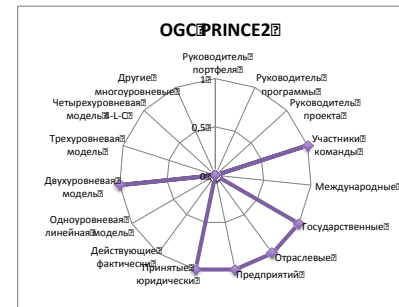 OGC PRINCE2
Руководитель
портфеля
Руководитель
программы
Руководитель
проекта
Участники
команды
Международные
Государственные
Отраслевые
Предприятий
Принятые
юридически
Действующие
фактически
Одноуровневая
линейная модель
Двухуровневая
модель
Трехуровневая
модель
Четырехуровневая
модель 4-L-C
Другие
многоуровневые
1
0,5
0